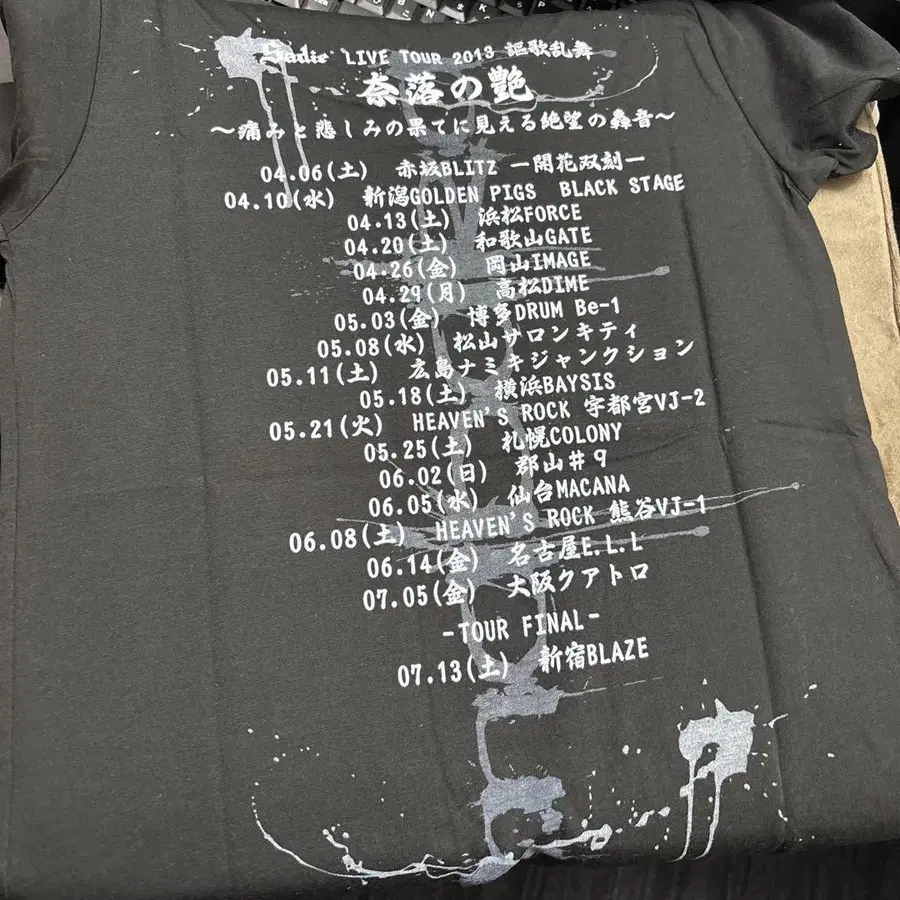 Sadie LIVE TOUR 2013 謳歌乱舞
奈落の艶
～痛みと悲しみの果てに見える絶望の轟音～
04.06(土) 赤坂BLITZ ー開花双刻ー
04.10(水) 新潟GOLDEN PIGS BLACK STAGE
04.13(土) 浜松FORCE
04.20(土) 和歌山GATE
04.26(金) 岡山IMAGE
04.29(月) 高松DIME
05.03(金) 博多DRUM Be-1
05.08(水) 松山サロンキティ
05.11(土) 広島ナミキジャンクション
05.18(土) 横浜BAYSIS
05.21(火) HEAVEN'S ROCK 宇都宮VJ-2
05.25(土) 札幌COLONY
06.02(日) 郡山＃9
06.05(水) 仙台MACANA
06.08(土) HEAVEN'S ROCK 熊谷VJ-1
06.14(金) 名古屋E.L.L
07.05(金) 大阪クアトロ
-TOUR FINAL-
07.13(土) 新宿BLAZE